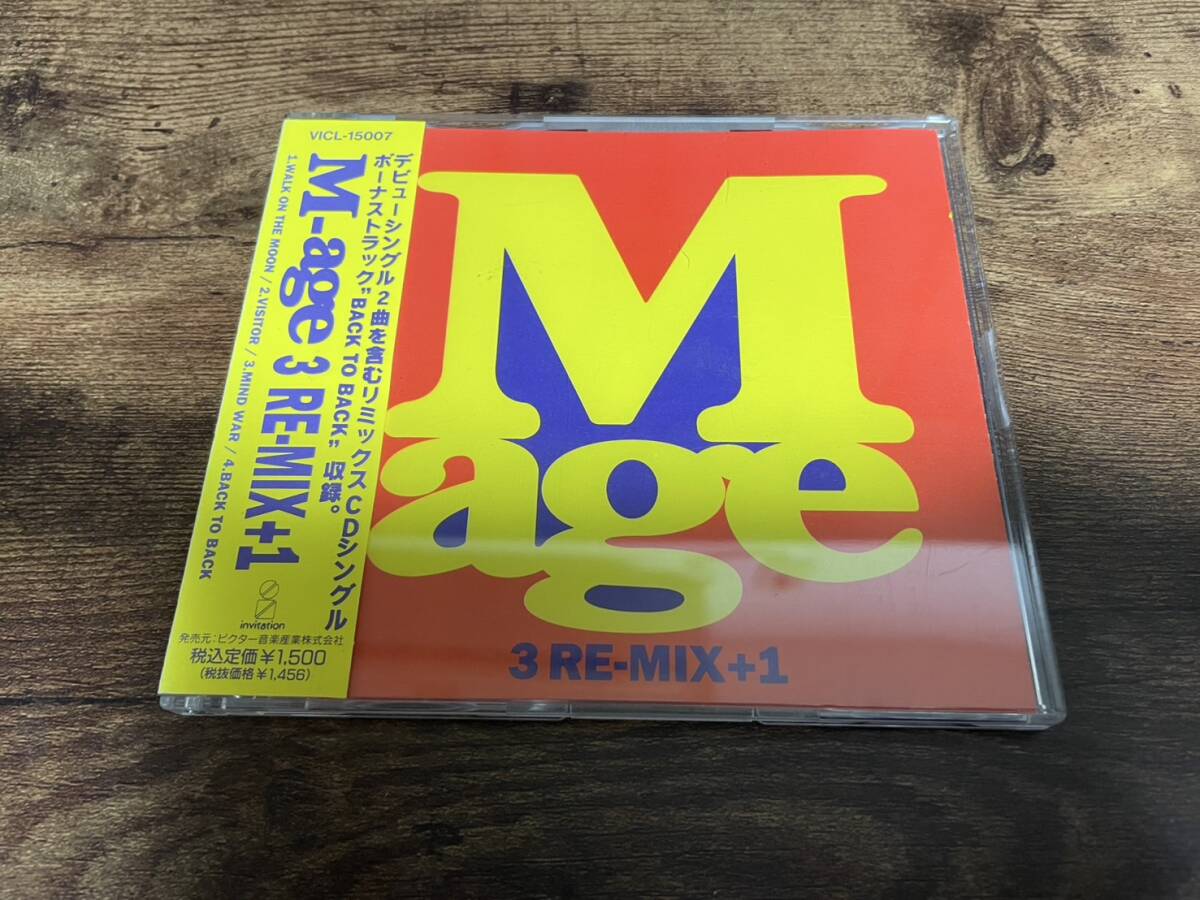 VICL-15007
デビューシングル2曲を含むリミックスCDシングル
ボーナストラック"BACK TO BACK"収録。
M-age 3 RE-MIX+1
1.WALK ON THE MOON / 2.VISITOR / 3.MIND WAR / 4.BACK TO BACK
invitation
発売元:ビクター音楽産業株式会社
税込定価¥1,500
(税抜価格¥1,456)
M
age
3 RE-MIX+1